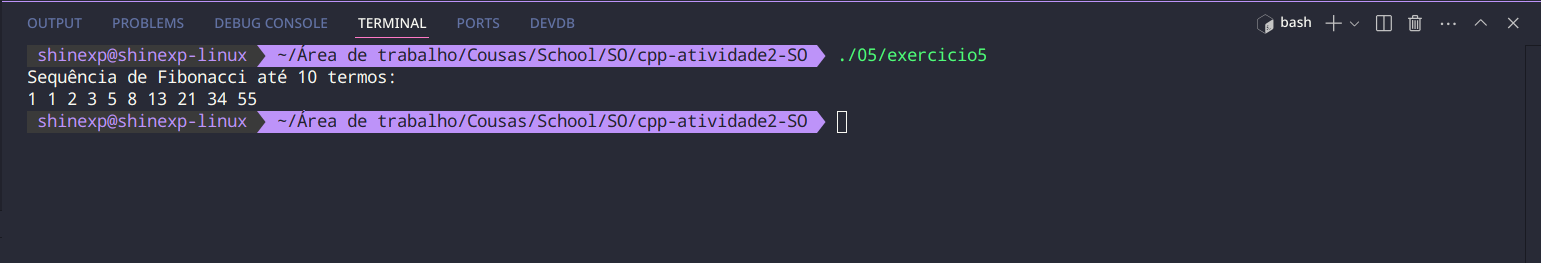 OUTPUT PROBLEMS DEBUG CONSOLE TERMINAL PORTS DEVDB bash
shinexp@shinexp-linux ~/Área de trabalho/Cousas/School/SO/cpp-atividade2-SO ./05/exercicio5
Sequência de Fibonacci até 10 termos:
1 1 2 3 5 8 13 21 34 55
shinexp@shinexp-linux ~/Área de trabalho/Cousas/School/SO/cpp-atividade2-SO